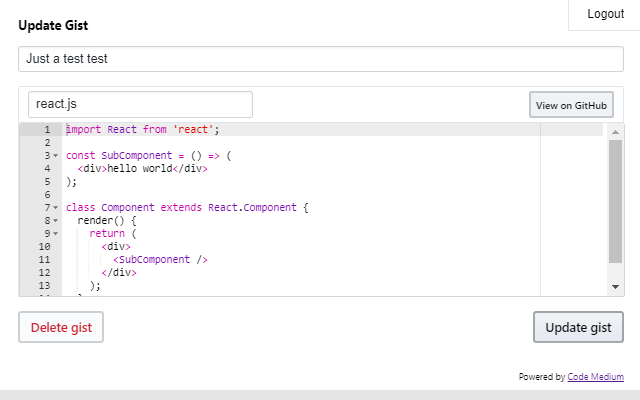 Logout
Update Gist
Just a test test
react.js
View on GitHub
1 import React from 'react';
2
3 const SubComponent = () => (
4 <div>hello world</div>
5 );
6
7 class Component extends React.Component {
8 render() {
9 return (
10 <div>
11 <SubComponent />
12 </div>
13 );
Delete gist
Update gist
Powered by Code Medium